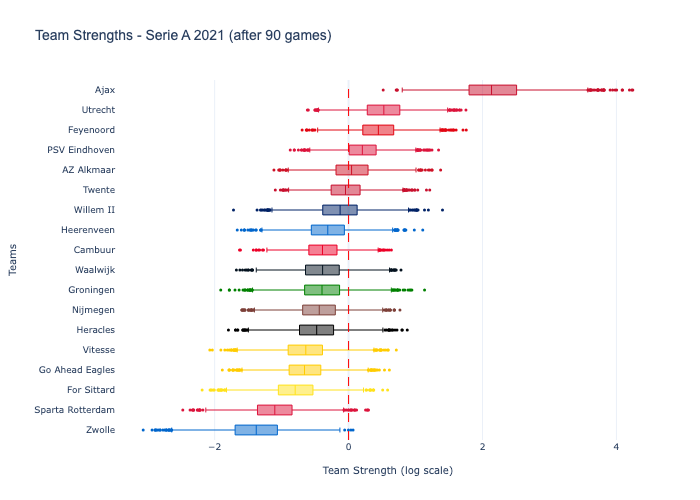 Team Strengths - Serie A 2021 (after 90 games)
Ajax
Utrecht
Feyenoord
PSV Eindhoven
AZ Alkmaar
Twente
Willem II
Heerenveen
Cambuur
Waalwijk
Groningen
Nijmegen
Heracles
Vitesse
Go Ahead Eagles
For Sittard
Sparta Rotterdam
Zwolle
Teams
−2
0
2
4
Team Strength (log scale)